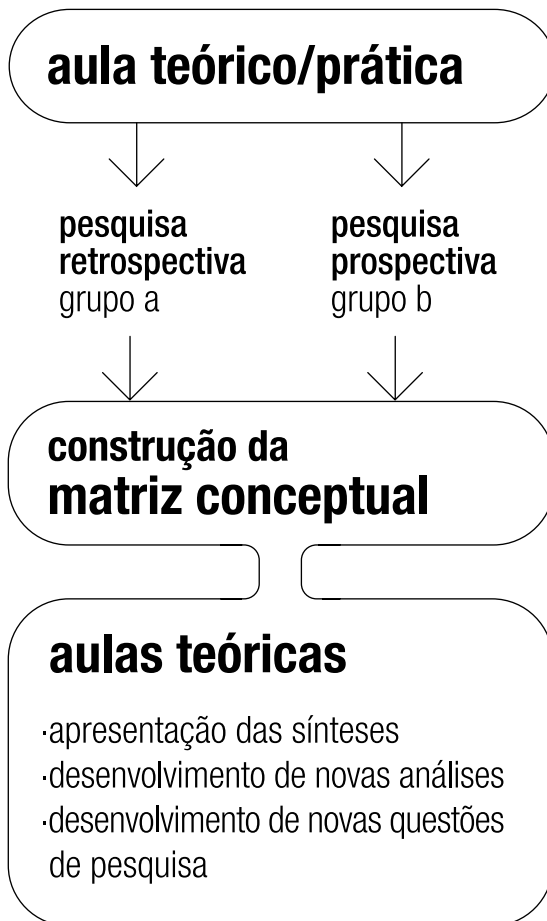 aula teórico/prática
pesquisa
retrospectiva
grupo a
pesquisa
prospectiva
grupo b
construção da
matriz conceptual
aulas teóricas
·apresentação das sínteses
·desenvolvimento de novas análises
·desenvolvimento de novas questões
de pesquisa